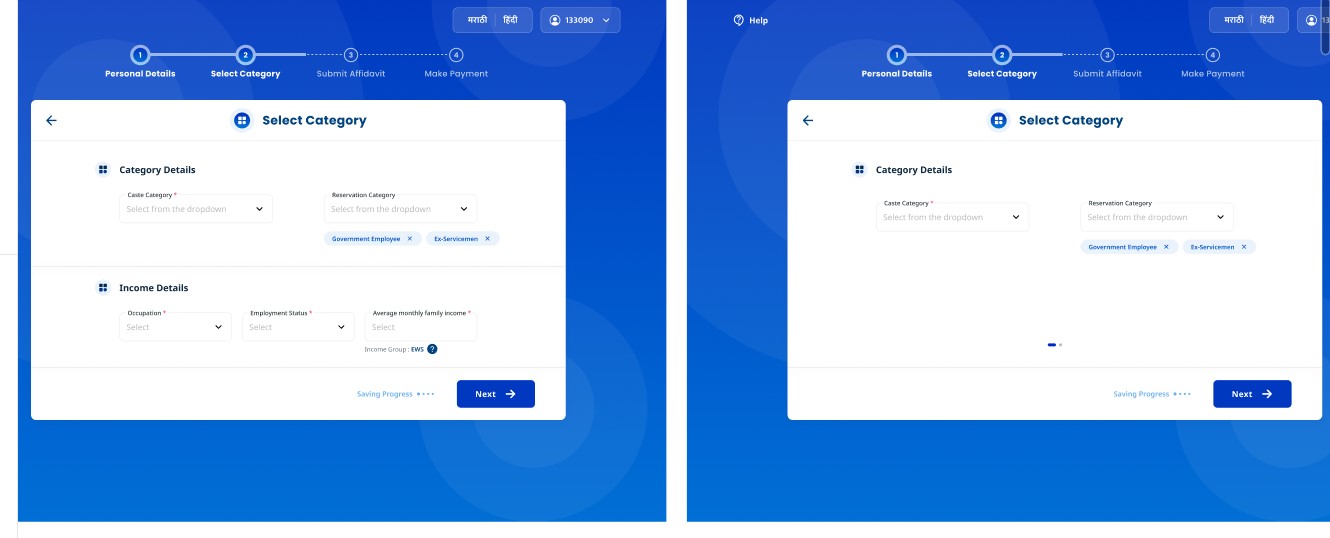 मराठी हिंदी 133090
1 2 3 4
Personal Details Select Category Submit Affidavit Make Payment
Select Category
Category Details
Caste Category * Reservation Category
Select from the dropdown Select from the dropdown
Government Employee ✕ Ex-Servicemen ✕
Income Details
Occupation * Employment Status * Average monthly family income *
Select Select Select
Income Group : EWS ?
Saving Progress Next
Help मराठी हिंदी 13
1 2 3 4
Personal Details Select Category Submit Affidavit Make Payment
Select Category
Category Details
Caste Category * Reservation Category
Select from the dropdown Select from the dropdown
Government Employee ✕ Ex-Servicemen ✕
Saving Progress Next